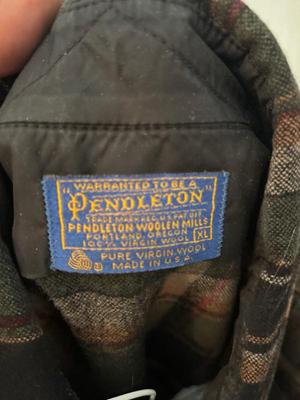 "WARRANTED TO BE A
PENDLETON"
TRADE MARK REG. U.S. PAT. OFF.
PENDLETON WOOLEN MILLS
PORTLAND, OREGON
100% VIRGIN WOOL XL
PURE VIRGIN WOOL
MADE IN U.S.A.